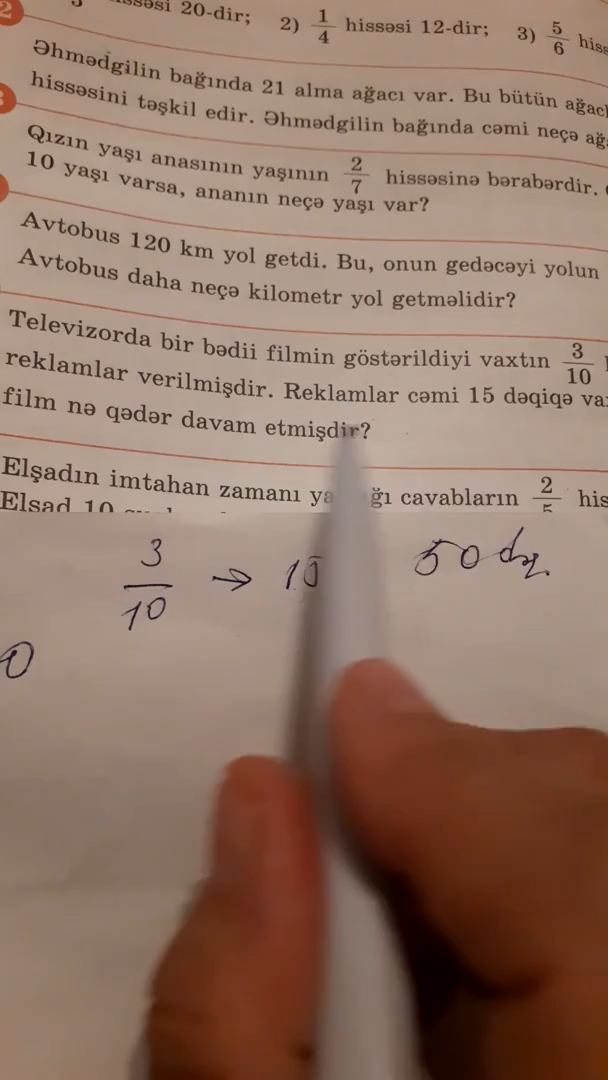 hissəsi 20-dir; 2) 1/4 hissəsi 12-dir; 3) 5/6
Əhmədgilin bağında 21 alma ağacı var. Bu bütün
hissəsini təşkil edir. Əhmədgilin bağında cəmi neçə
Qızın yaşı anasının yaşının 2/7 hissəsinə bərabərdir.
10 yaşı varsa, ananın neçə yaşı var?
Avtobus 120 km yol getdi. Bu, onun gedəcəyi yolun
Avtobus daha neçə kilometr yol getməlidir?
Televizorda bir bədii filmin göstərildiyi vaxtın 3/10
reklamlar verilmişdir. Reklamlar cəmi 15 dəqiqə
film nə qədər davam etmişdir?
Elşadın imtahan zamanı cavabların 2/5
Elşad 10
3/10 → 15 50 dəq.
0